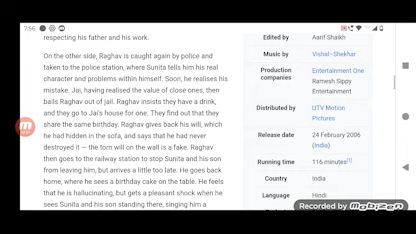 7:56
respecting his father and his work.
On the other side, Raghav is caught again by police and
taken to the police station, where Sunita tells him his real
character and problems within himself. Soon, he realises his
mistake. Jai, having realised the value of close ones, then
bails Raghav out of jail. Raghav insists they have a drink,
and they go to Jai's house for one. They find out that they
share the same birthday. Raghav gives back his will, which
he had hidden in the sofa, and says that he had never
destroyed it — the torn will on the wall is a fake. Raghav
then goes to the railway station to stop Sunita and his son
from leaving him, but arrives a little too late. He goes back
home, where he sees a birthday cake on the table. He feels
that he is hallucinating, but gets a pleasant shock when he
sees Sunita and his son standing there, singing him a
Edited by Aarif Shaikh
Music by Vishal–Shekhar
Production Entertainment One
companies Ramesh Sippy
Entertainment
Distributed by UTV Motion
Pictures
Release date 24 February 2006
(India)
Running time 116 minutes[1]
Country India
Language Hindi
Recorded by Mobizen